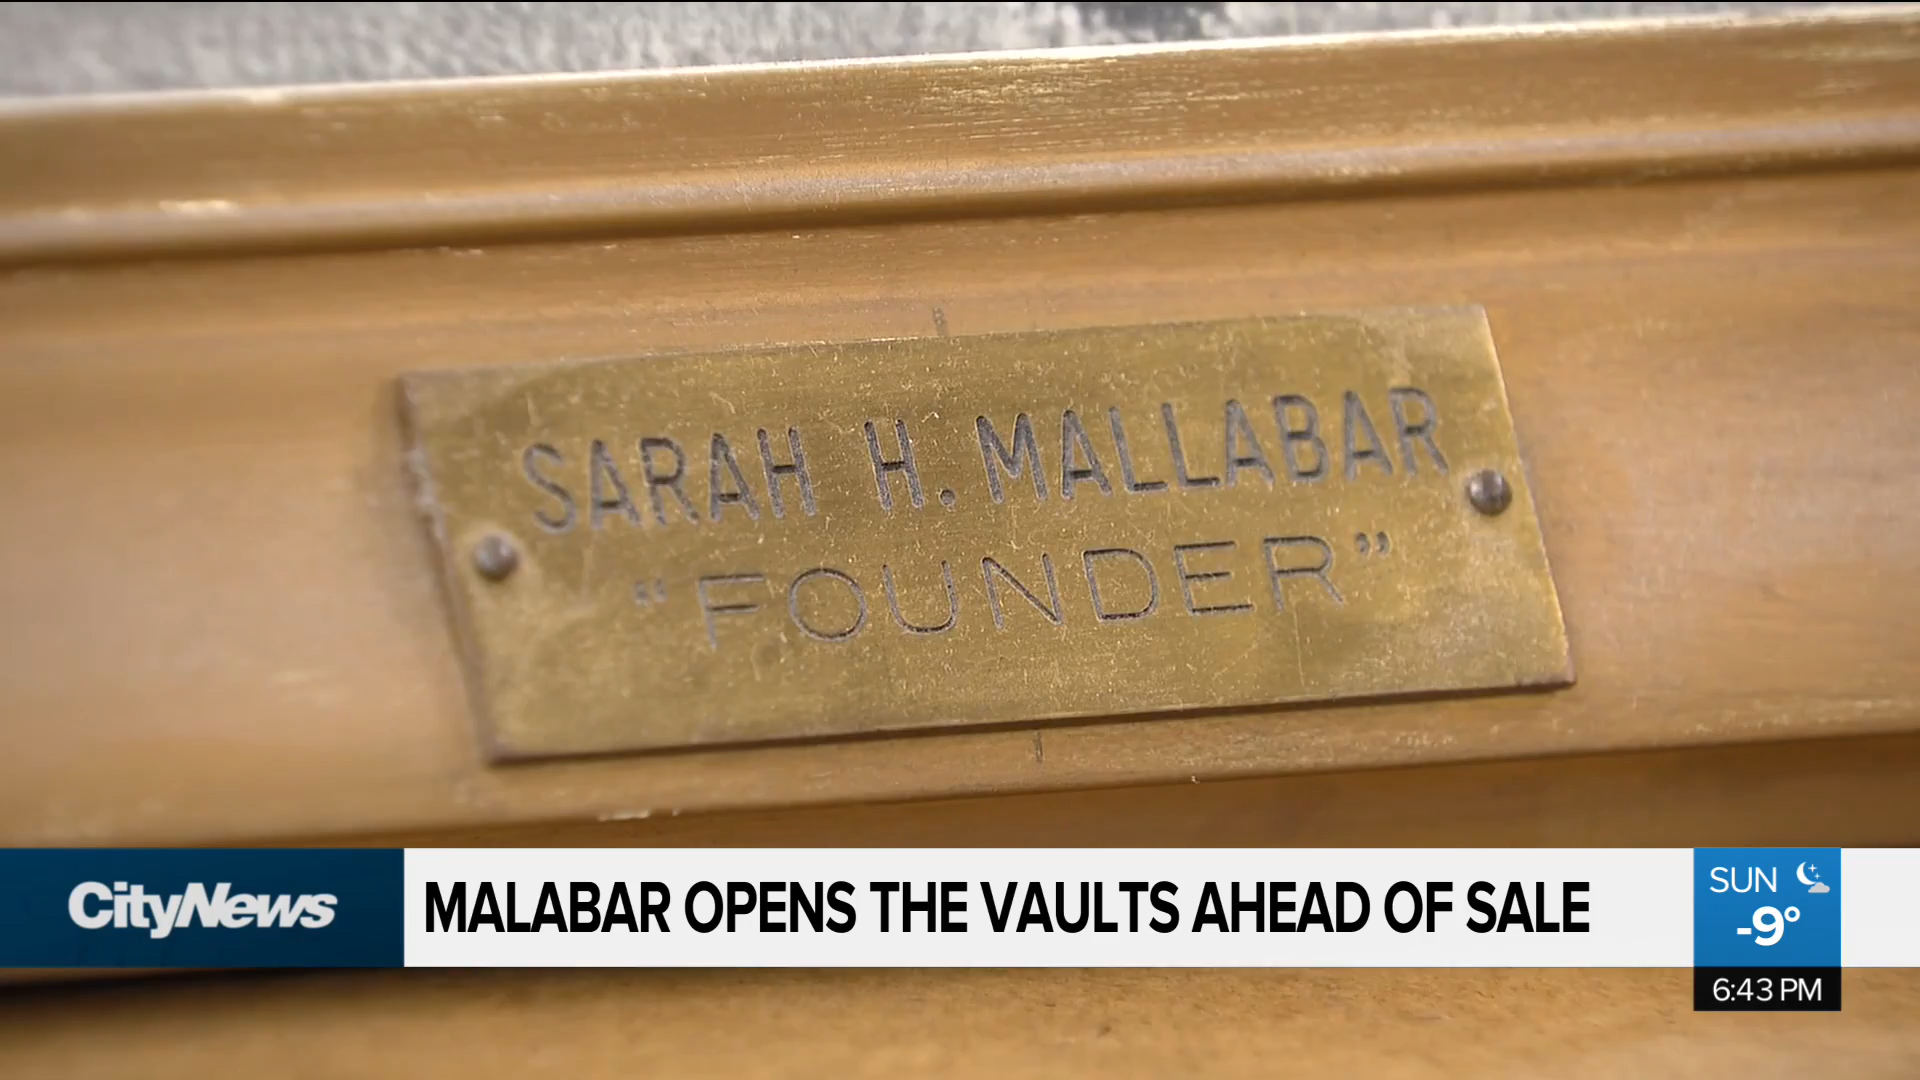 SARAH H. MALLABAR
“FOUNDER”
CityNews
MALABAR OPENS THE VAULTS AHEAD OF SALE
SUN
-9°
6:43 PM